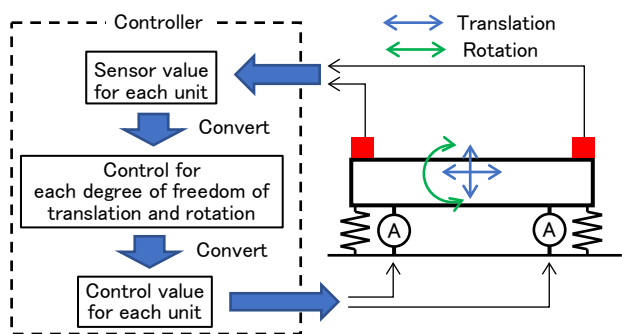 Controller
Sensor value
for each unit
Convert
Control for
each degree of freedom of
translation and rotation
Convert
Control value
for each unit
Translation
Rotation
A
A